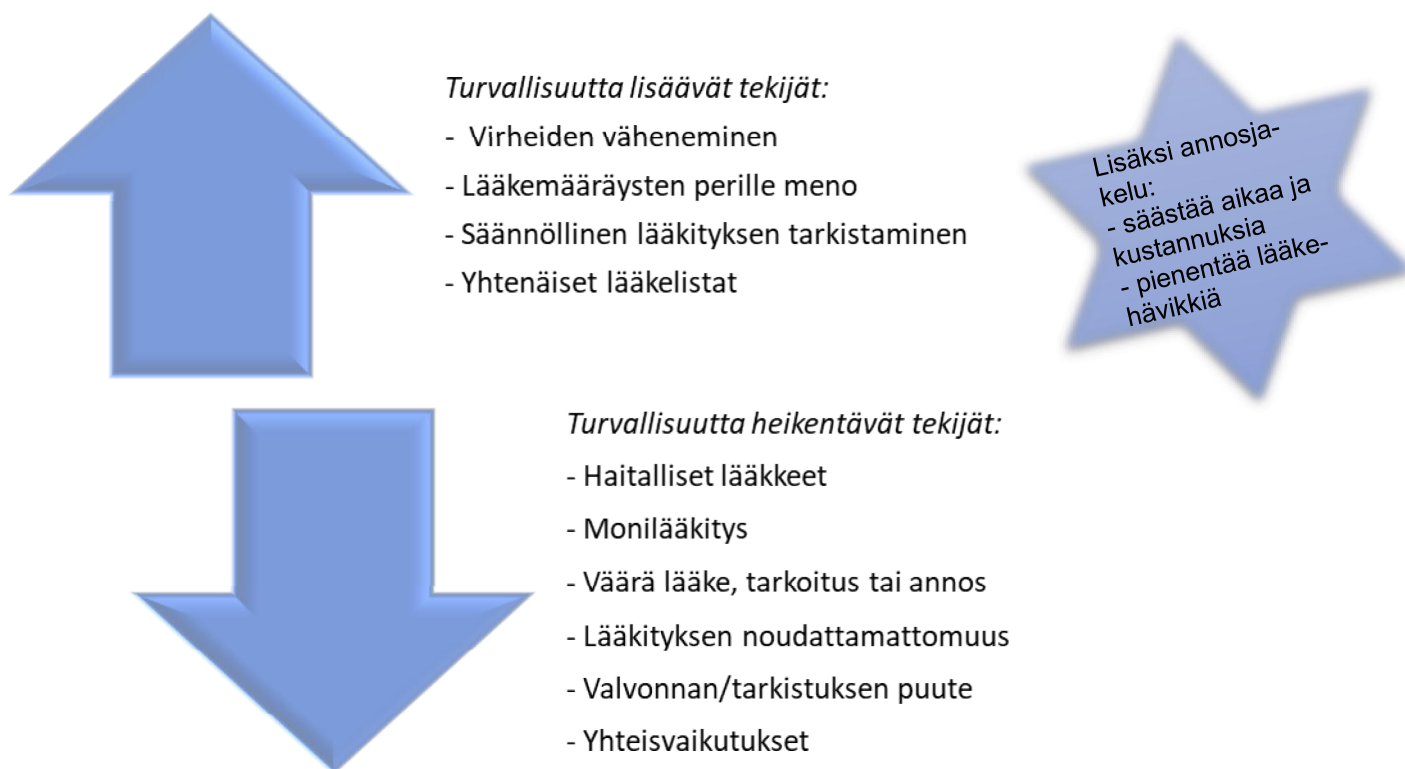 Turvallisuutta lisäävät tekijät:
- Virheiden väheneminen
- Lääkemääräysten perille meno
- Säännöllinen lääkityksen tarkistaminen
- Yhtenäiset lääkelistat
Lisäksi annosja-
kelu:
- säästää aikaa ja
kustannuksia
- pienentää lääke-
hävikkiä
Turvallisuutta heikentävät tekijät:
- Haitalliset lääkkeet
- Monilääkitys
- Väärä lääke, tarkoitus tai annos
- Lääkityksen noudattamattomuus
- Valvonnan/tarkistuksen puute
- Yhteisvaikutukset